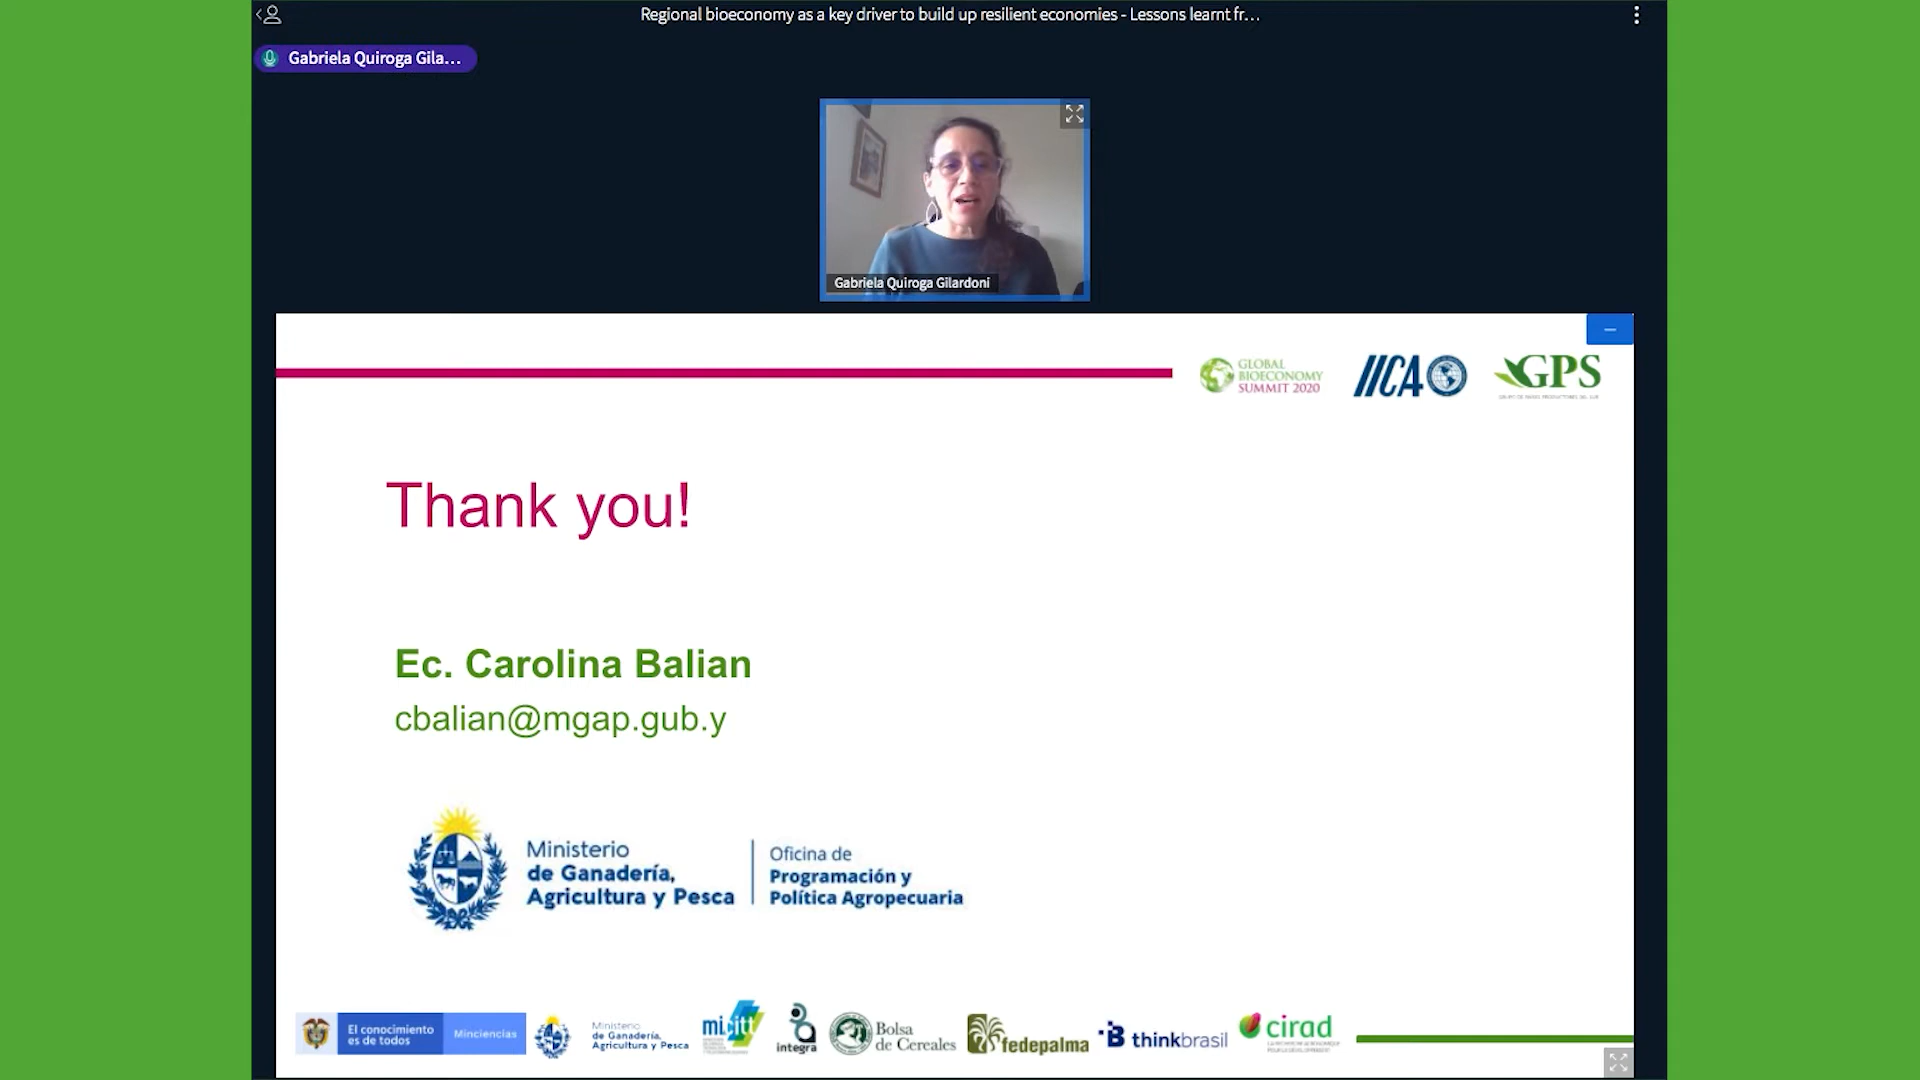 Regional bioeconomy as a key driver to build up resilient economies - Lessons learnt fr...
Gabriela Quiroga Gila...
Gabriela Quiroga Gilardoni
GLOBAL
BIOECONOMY
SUMMIT 2020
IICA
GPS
GRUPO DE PAISES PRODUCTORES DEL SUR
Thank you!
Ec. Carolina Balian
cbalian@mgap.gub.y
Ministerio
de Ganadería,
Agricultura y Pesca
Oficina de
Programación y
Política Agropecuaria
El conocimiento
es de todos
Minciencias
Ministerio
de Ganadería,
Agricultura y Pesca
micitt
integra
Bolsa
de Cereales
fedepalma
thinkbrasil
cirad